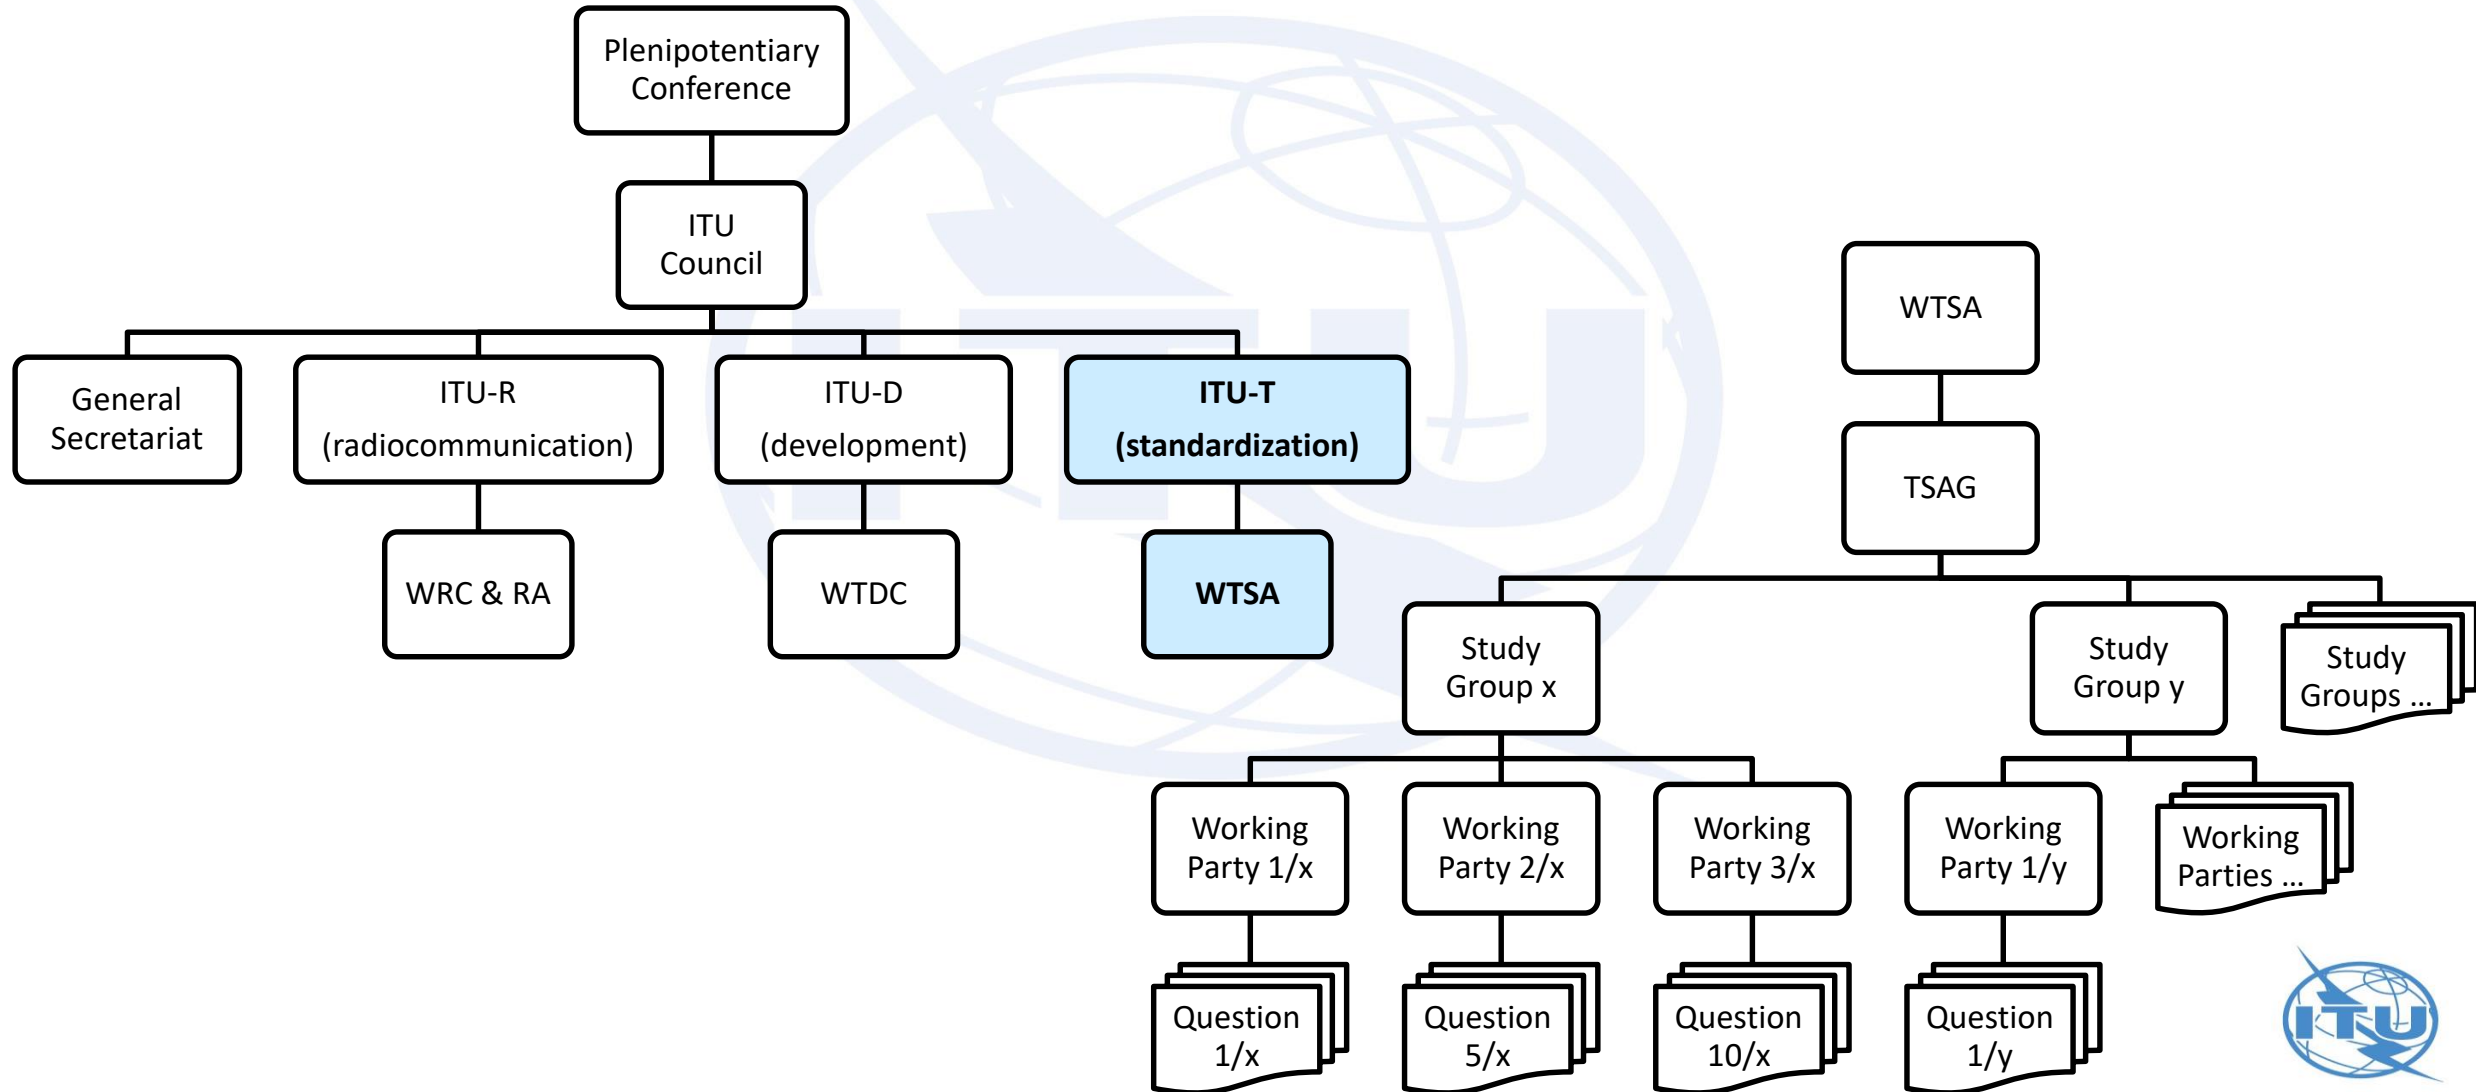 Plenipotentiary
Conference
ITU
Council
General
Secretariat
ITU-R
(radiocommunication)
ITU-D
(development)
ITU-T
(standardization)
WRC & RA
WTDC
WTSA
WTSA
TSAG
Study
Group x
Study
Group y
Study
Groups ...
Working
Party 1/x
Working
Party 2/x
Working
Party 3/x
Working
Party 1/y
Working
Parties ...
Question
1/x
Question
5/x
Question
10/x
Question
1/y
ITU
ITU